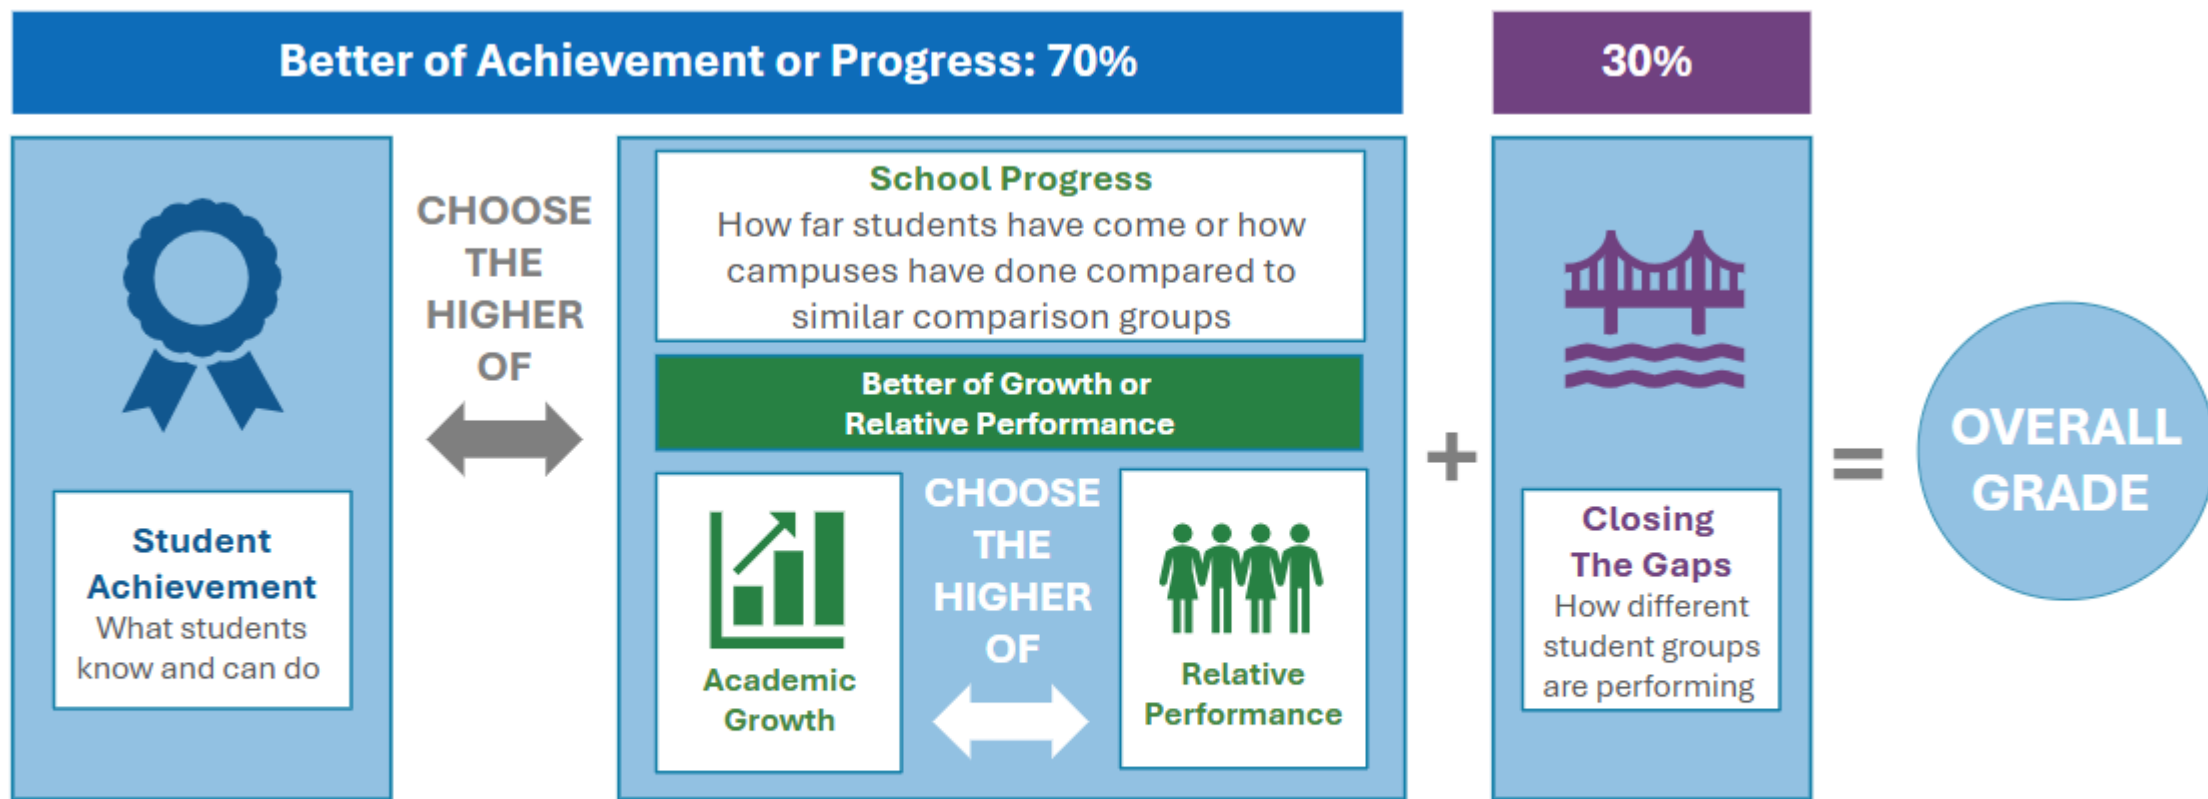 Better of Achievement or Progress: 70%
30%
Student
Achievement
What students
know and can do
CHOOSE
THE
HIGHER
OF
School Progress
How far students have come or how
campuses have done compared to
similar comparison groups
Better of Growth or
Relative Performance
Academic
Growth
CHOOSE
THE
HIGHER
OF
Relative
Performance
+
Closing
The Gaps
How different
student groups
are performing
=
OVERALL
GRADE